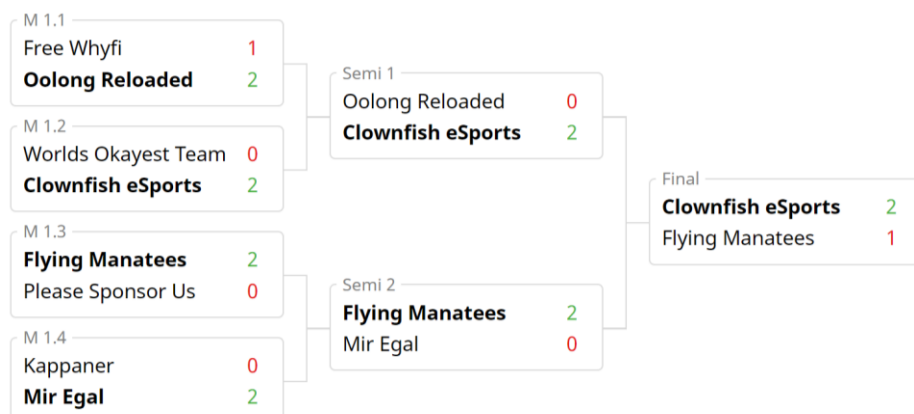 M 1.1
Free Whyfi 1
Oolong Reloaded 2
M 1.2
Worlds Okayest Team 0
Clownfish eSports 2
M 1.3
Flying Manatees 2
Please Sponsor Us 0
M 1.4
Kappaner 0
Mir Egal 2
Semi 1
Oolong Reloaded 0
Clownfish eSports 2
Semi 2
Flying Manatees 2
Mir Egal 0
Final
Clownfish eSports 2
Flying Manatees 1